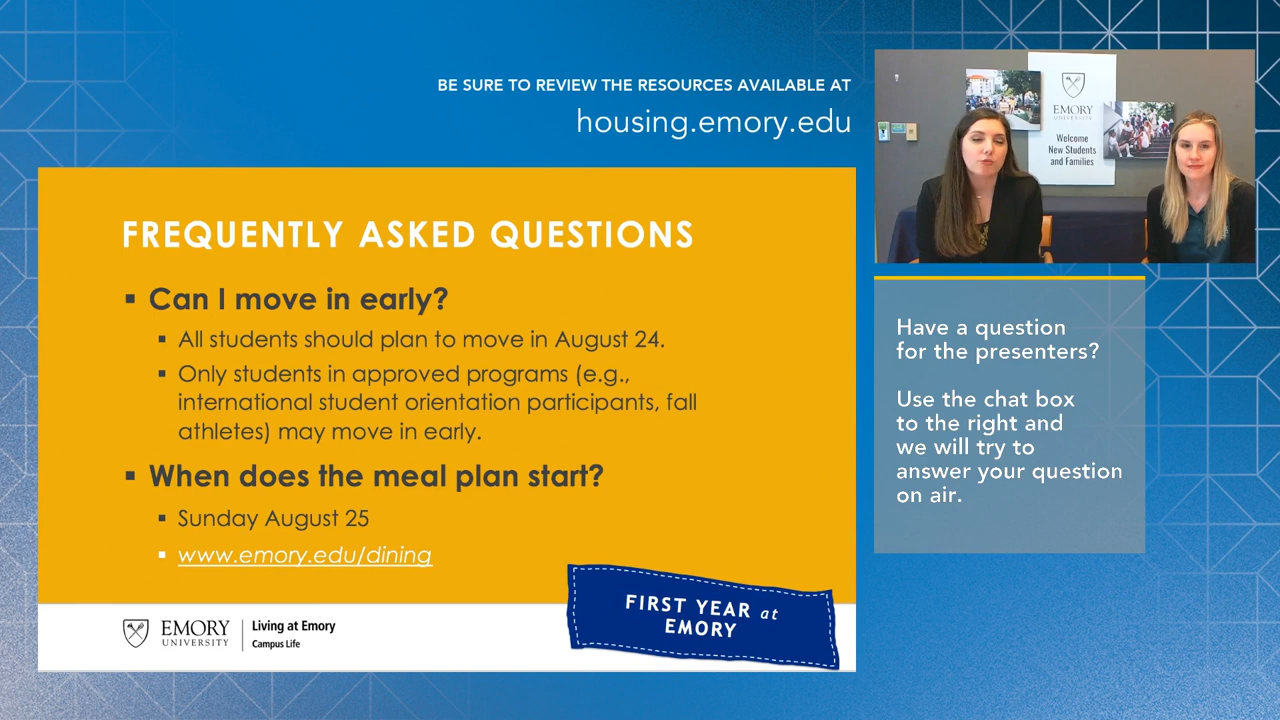 BE SURE TO REVIEW THE RESOURCES AVAILABLE AT
housing.emory.edu
FREQUENTLY ASKED QUESTIONS
▪ Can I move in early?
▪ All students should plan to move in August 24.
▪ Only students in approved programs (e.g.,
international student orientation participants, fall
athletes) may move in early.
▪ When does the meal plan start?
▪ Sunday August 25
▪ www.emory.edu/dining
EMORY
UNIVERSITY
Living at Emory
Campus Life
FIRST YEAR at
EMORY
EMORY
UNIVERSITY
Welcome
New Students
and Families
Have a question
for the presenters?
Use the chat box
to the right and
we will try to
answer your question
on air.